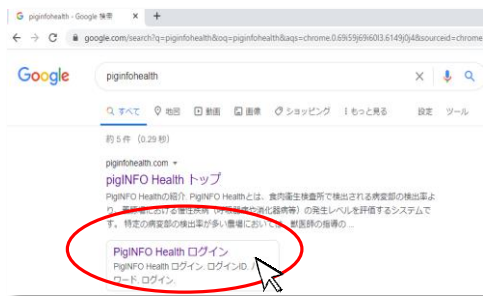 piginfohealth - Google 検索
google.com/search?q=piginfohealth&oq=piginfohealth&aqs=chrome.0.69i59j69i60l3.6149j0j4&sourceid=chrome
Google
piginfohealth
すべて 地図 動画 画像 ショッピング もっと見る 設定 ツール
約 5 件 （0.29 秒）
piginfohealth.com
pigINFO Health トップ
PigINFO Healthの紹介. PigINFO Healthとは、食肉衛生検査所で検出される病変部の検出率よ
り、農場における慢性疾病（呼吸器病や消化器病等）の発生レベルを評価するシステムで
す。 特定の病変部の検出率が多い農場においては、獣医師の指導の ...
PigINFO Health ログイン
PigINFO Health ログイン. ログインID. パ
ワード. ログイン.